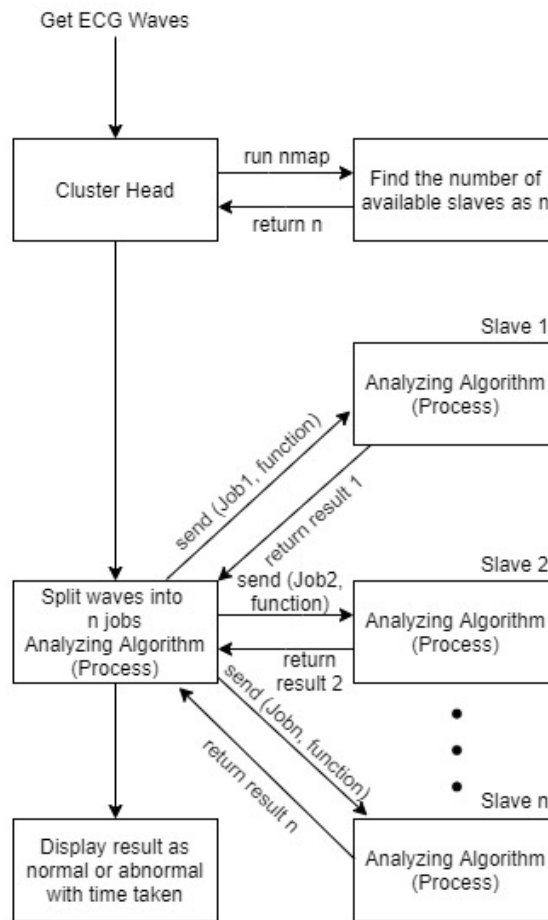 Get ECG Waves
run nmap
Cluster Head
Find the number of
available slaves as n
return n
Slave 1
Analyzing Algorithm
(Process)
send (Job1, function)
return result 1
Slave 2
send (Job2,
function)
Split waves into
n jobs
Analyzing Algorithm
(Process)
Analyzing Algorithm
(Process)
return
result 2
send (Jobn, function)
return result n
Slave n
Display result as
normal or abnormal
with time taken
Analyzing Algorithm
(Process)